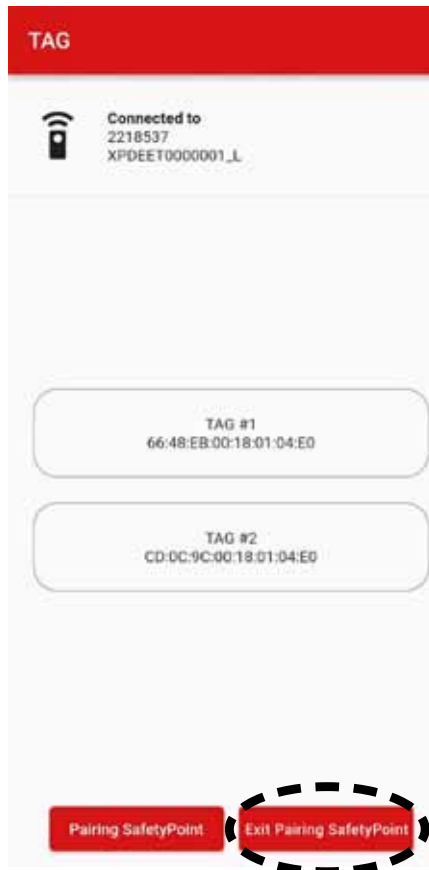 TAG
Connected to
2218537
XPDEET0000001_L
TAG #1
66:48:EB:00:18:01:04:E0
TAG #2
CD:0C:9C:00:18:01:04:E0
Pairing SafetyPoint
Exit Pairing SafetyPoint